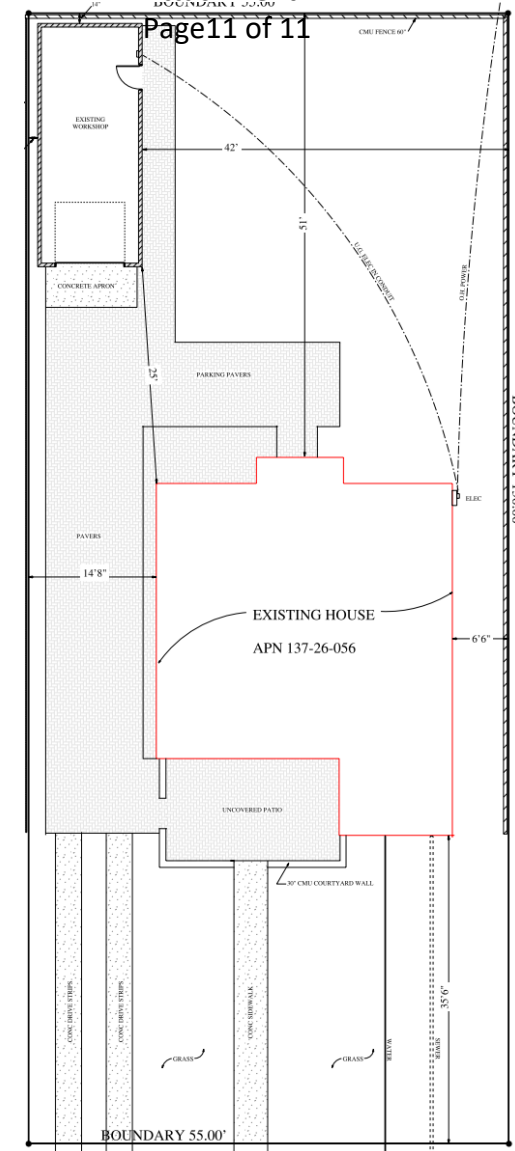 14"
BOUNDARY 55.00'
Page11 of 11
CMU FENCE 60"
EXISTING
WORKSHOP
42'
51'
U.G. ELEC IN CONDUIT
O.H. POWER
CONCRETE APRON
25'
PARKING PAVERS
ELEC
PAVERS
14'8"
EXISTING HOUSE
APN 137-26-056
6'6"
UNCOVERED PATIO
30" CMU COURTYARD WALL
CONC DRIVE STRIPS
CONC DRIVE STRIPS
CONC SIDEWALK
35'6"
WATER
SEWER
GRASS
GRASS
BOUNDARY 55.00'